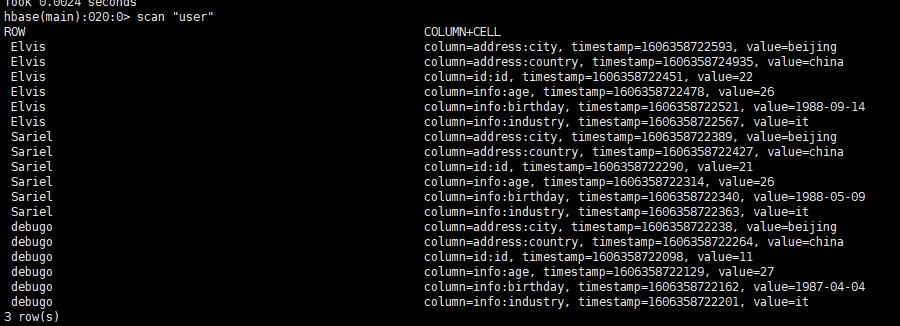 Took 0.0024 seconds
hbase(main):020:0> scan "user"
ROW COLUMN+CELL
Elvis column=address:city, timestamp=1606358722593, value=beijing
Elvis column=address:country, timestamp=1606358724935, value=china
Elvis column=id:id, timestamp=1606358722451, value=22
Elvis column=info:age, timestamp=1606358722478, value=26
Elvis column=info:birthday, timestamp=1606358722521, value=1988-09-14
Elvis column=info:industry, timestamp=1606358722567, value=it
Sariel column=address:city, timestamp=1606358722389, value=beijing
Sariel column=address:country, timestamp=1606358722427, value=china
Sariel column=id:id, timestamp=1606358722290, value=21
Sariel column=info:age, timestamp=1606358722314, value=26
Sariel column=info:birthday, timestamp=1606358722340, value=1988-05-09
Sariel column=info:industry, timestamp=1606358722363, value=it
debugo column=address:city, timestamp=1606358722238, value=beijing
debugo column=address:country, timestamp=1606358722264, value=china
debugo column=id:id, timestamp=1606358722098, value=11
debugo column=info:age, timestamp=1606358722129, value=27
debugo column=info:birthday, timestamp=1606358722162, value=1987-04-04
debugo column=info:industry, timestamp=1606358722201, value=it
3 row(s)